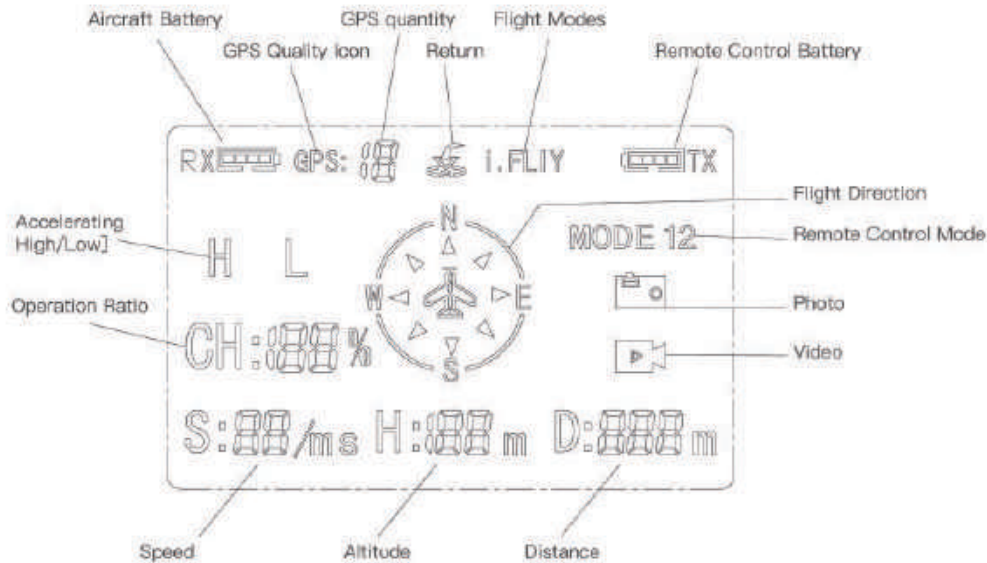 Aircraft Battery
GPS quantity
Flight Modes
GPS Quality Icon
Return
Remote Control Battery
RX GPS: 18 i.FLIY TX
Flight Direction
N
MODE 12
Remote Control Mode
Accelerating
High/Low]
H L
W E
Operation Ratio
Photo
CH:188%
Video
S
S:88/ms H:188m D:888m
Speed
Altitude
Distance